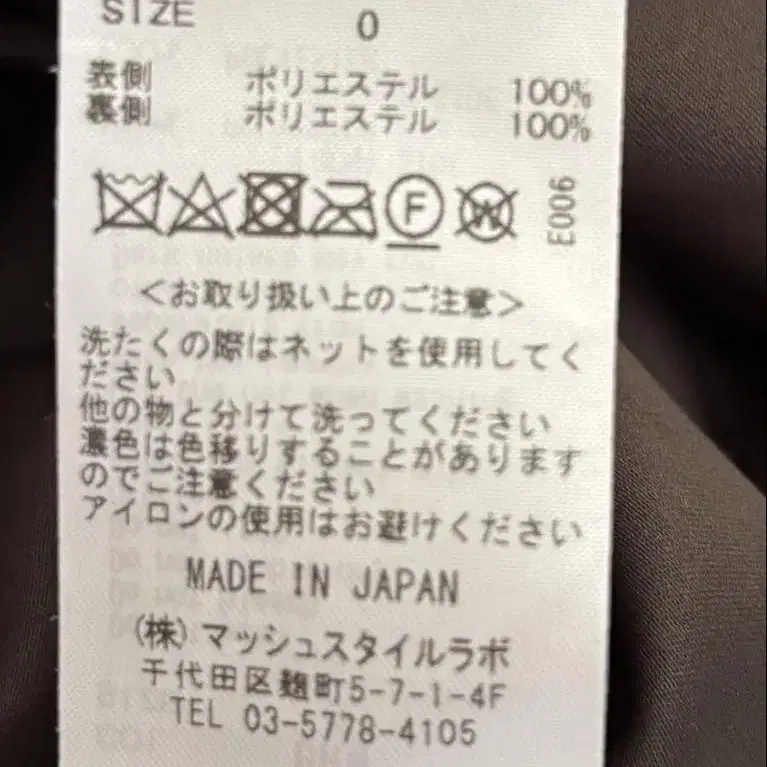 SIZE 0
表側 ポリエステル 100%
裏側 ポリエステル 100%
F W E006
<お取り扱い上のご注意>
洗たくの際はネットを使用してく
ださい
他の物と分けて洗ってください
濃色は色移りすることがあります
のでご注意ください
アイロンの使用はお避けください
MADE IN JAPAN
(株)マッシュスタイルラボ
千代田区麹町5-7-1-4F
TEL 03-5778-4105